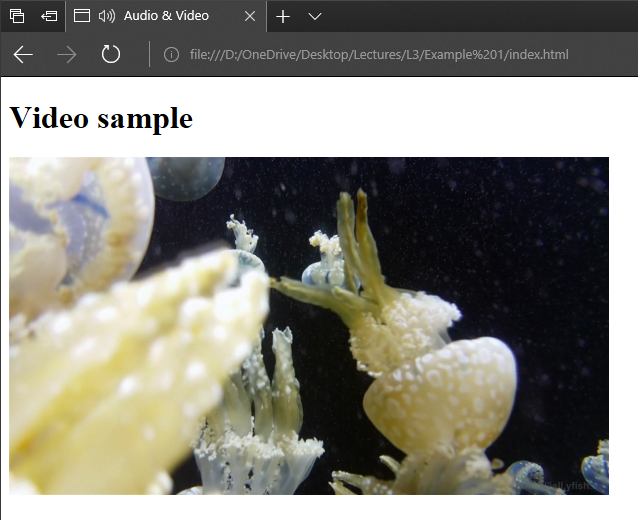 Audio & Video
file:///D:/OneDrive/Desktop/Lectures/L3/Example%201/index.html
Video sample